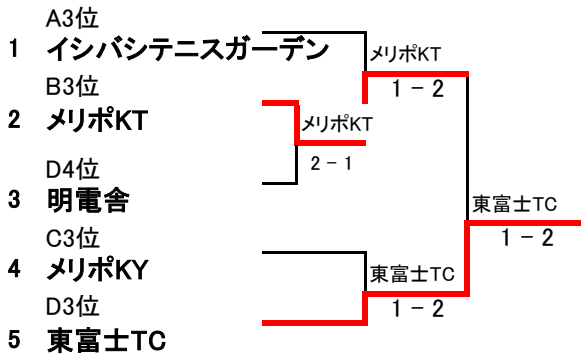 A3位
1 イシバシテニスガーデン
メリポKT
1 − 2
B3位
2 メリポKT
メリポKT
2 − 1
D4位
3 明電舎
東富士TC
1 − 2
C3位
4 メリポKY
東富士TC
1 − 2
D3位
5 東富士TC